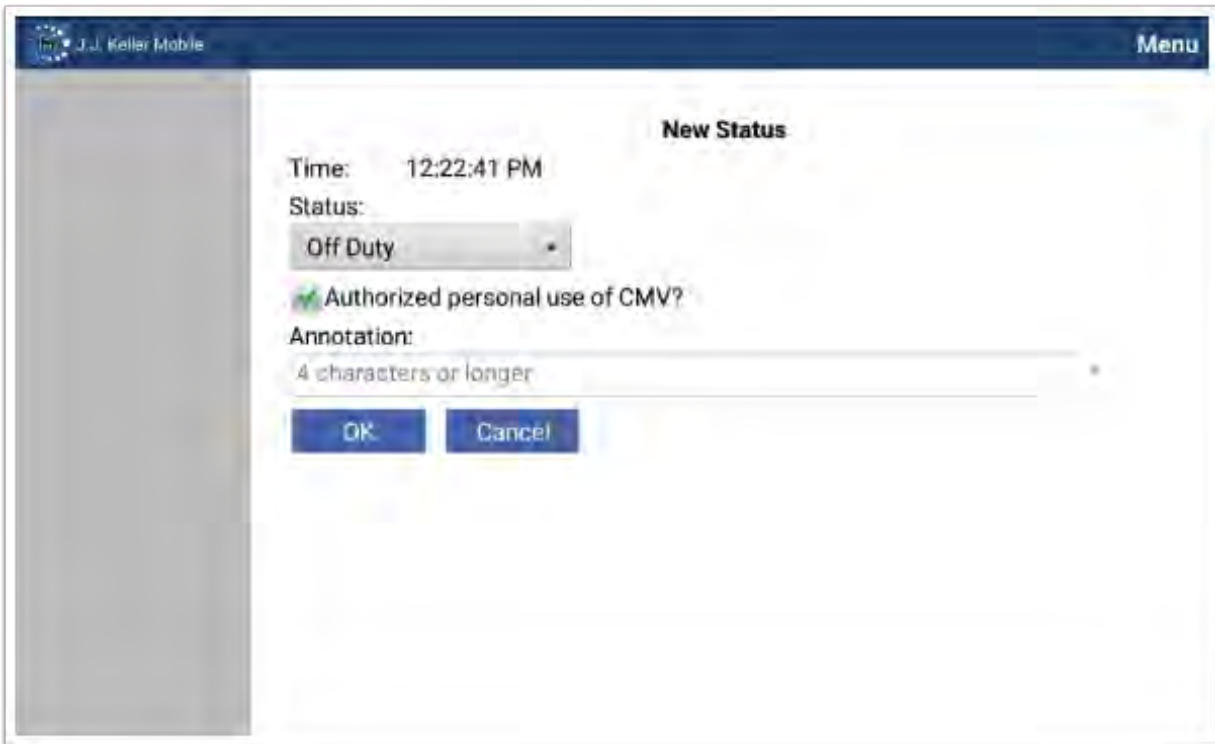 J.J. Keller Mobile
Menu
New Status
Time: 12:22:41 PM
Status:
Off Duty
Authorized personal use of CMV?
Annotation:
4 characters or longer
OK
Cancel